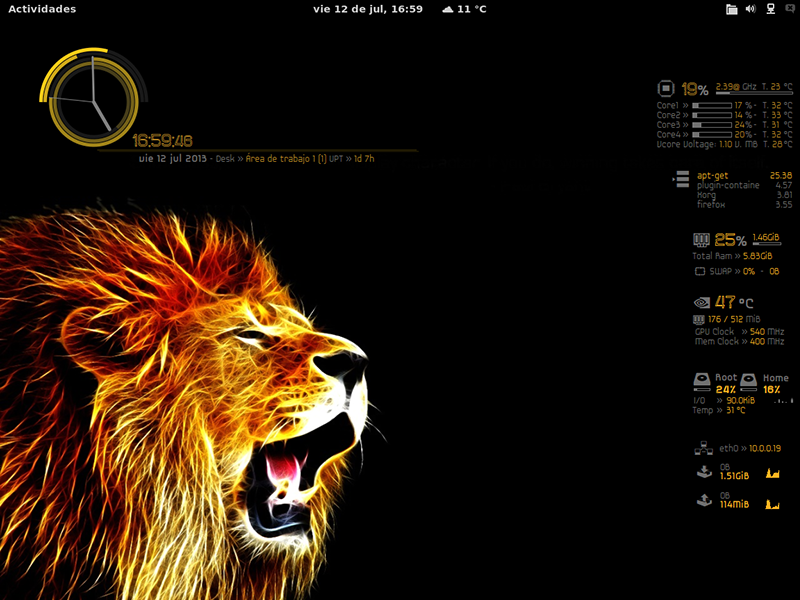 Actividades
vie 12 de jul, 16:59
11 °C
16:59:46
vie 12 jul 2013 - Desk » Área de trabajo 1 (1) UPT » 1d 7h
19% 2.39@ GHz T. 23 °C
Core1 » 17 % - T. 32 °C
Core2 » 14 % - T. 33 °C
Core3 » 24% - T. 31 °C
Core4 » 20% - T. 32 °C
Vcore Voltage: 1.10 V. MB T. 28 °C
apt-get 25.38
plugin-containe 4.57
Xorg 3.81
firefox 3.55
25% 1.46GiB
Total Ram » 5.83GiB
SWAP » 0% - 0B
47 °C
176 / 512 MiB
GPU Clock » 540 MHz
Mem Clock » 400 MHz
Root Home
24% 16%
I/O » 90.0KiB
Temp » 31 °C
eth0 » 10.0.0.19
0B
1.51GiB
0B
114MiB